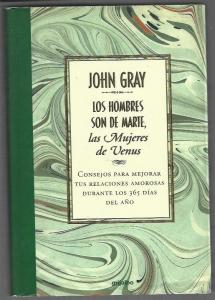 JOHN GRAY
LOS HOMBRES
SON DE MARTE,
las Mujeres
de Venus
CONSEJOS PARA MEJORAR
TUS RELACIONES AMOROSAS
DURANTE LOS 365 DÍAS
DEL AÑO